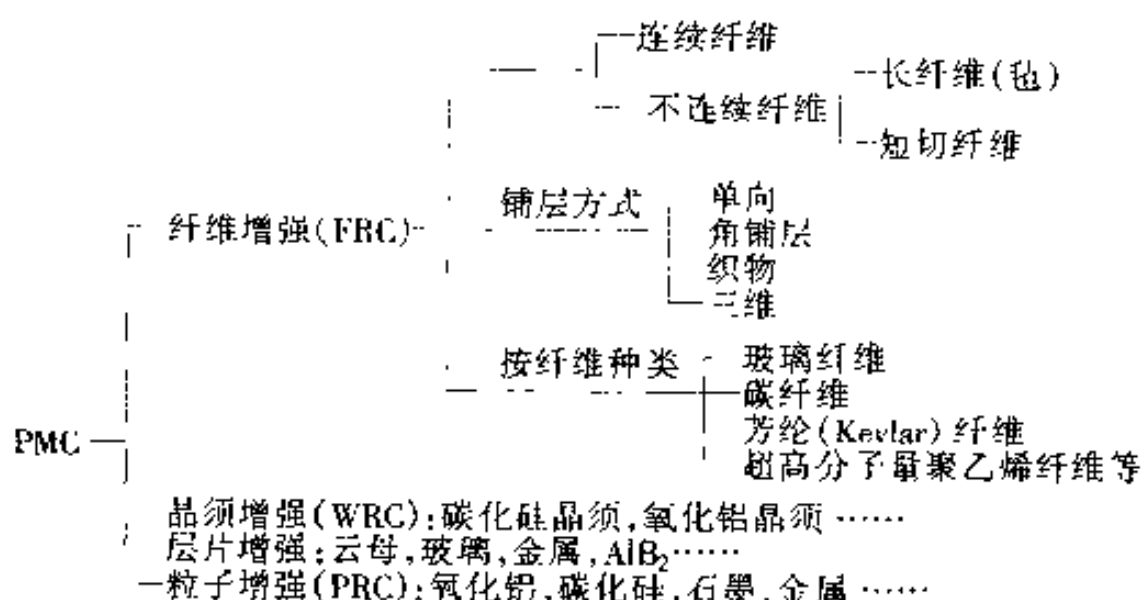 连续纤维
长纤维(毡)
不连续纤维
短切纤维
铺层方式
单向
纤维增强(FRC)
角铺层
织物
三维
按纤维种类
玻璃纤维
碳纤维
芳纶(Kevlar)纤维
PMC
超高分子量聚乙烯纤维等
晶须增强(WRC):碳化硅晶须,氧化铝晶须……
层片增强:云母,玻璃,金属,AlB₂……
粒子增强(PRC):氧化铝,碳化硅,石墨,金属……